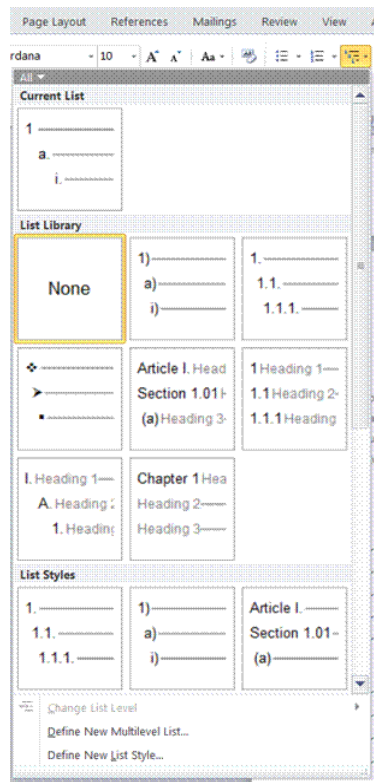 Page Layout References Mailings Review View
rdana 10 A A Aa
All
Current List
1
a.
i.
List Library
None
1)
a)
i)
1.
1.1.
1.1.1.
Article I. Head
Section 1.01 H
(a) Heading 3-
1 Heading 1
1.1 Heading 2-
1.1.1 Heading
I. Heading 1
A. Heading 2
1. Heading
Chapter 1 Hea
Heading 2
Heading 3
List Styles
1.
1.1.
1.1.1.
1)
a)
i)
Article I.
Section 1.01
(a)
Change List Level
Define New Multilevel List...
Define New List Style...